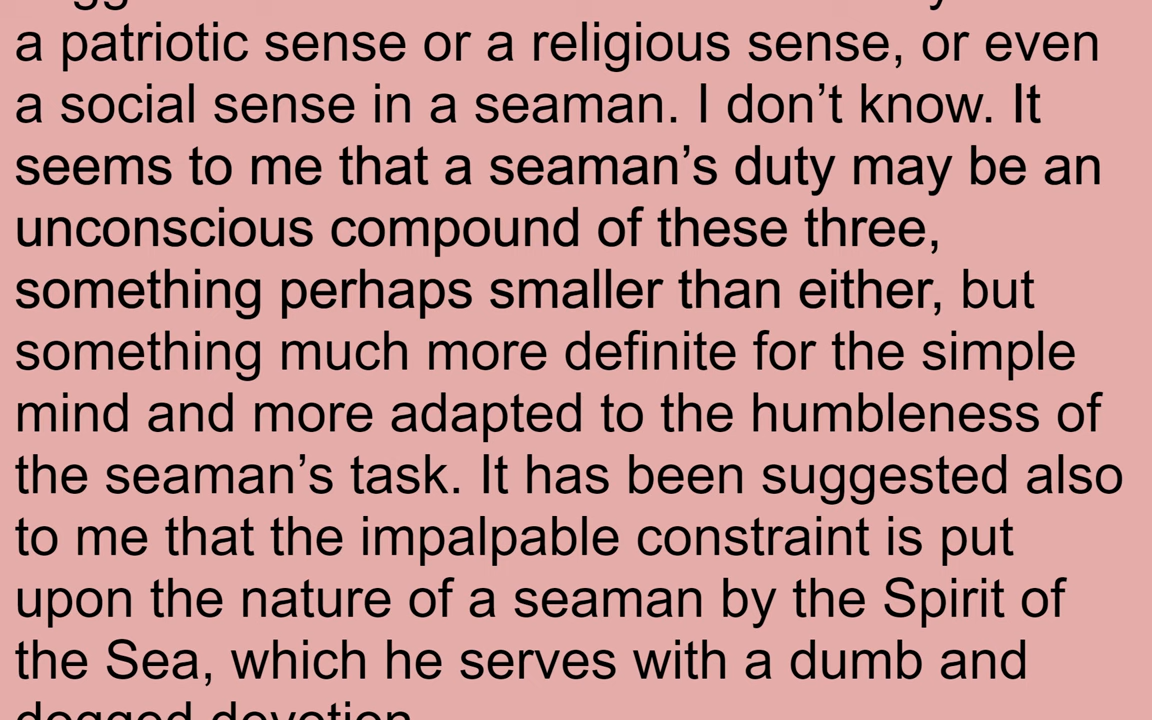 a patriotic sense or a religious sense, or even
a social sense in a seaman. I don’t know. It
seems to me that a seaman’s duty may be an
unconscious compound of these three,
something perhaps smaller than either, but
something much more definite for the simple
mind and more adapted to the humbleness of
the seaman’s task. It has been suggested also
to me that the impalpable constraint is put
upon the nature of a seaman by the Spirit of
the Sea, which he serves with a dumb and
dogged devotion.